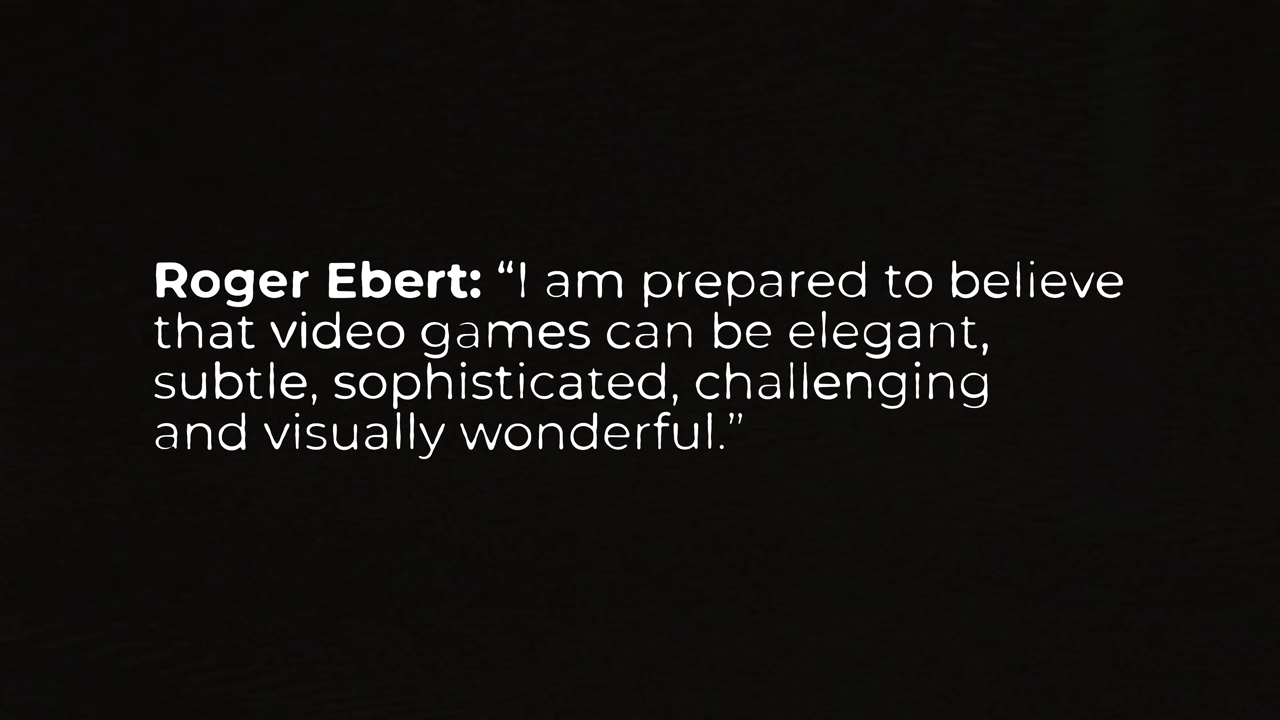 Roger Ebert: “I am prepared to believe
that video games can be elegant,
subtle, sophisticated, challenging
and visually wonderful.”